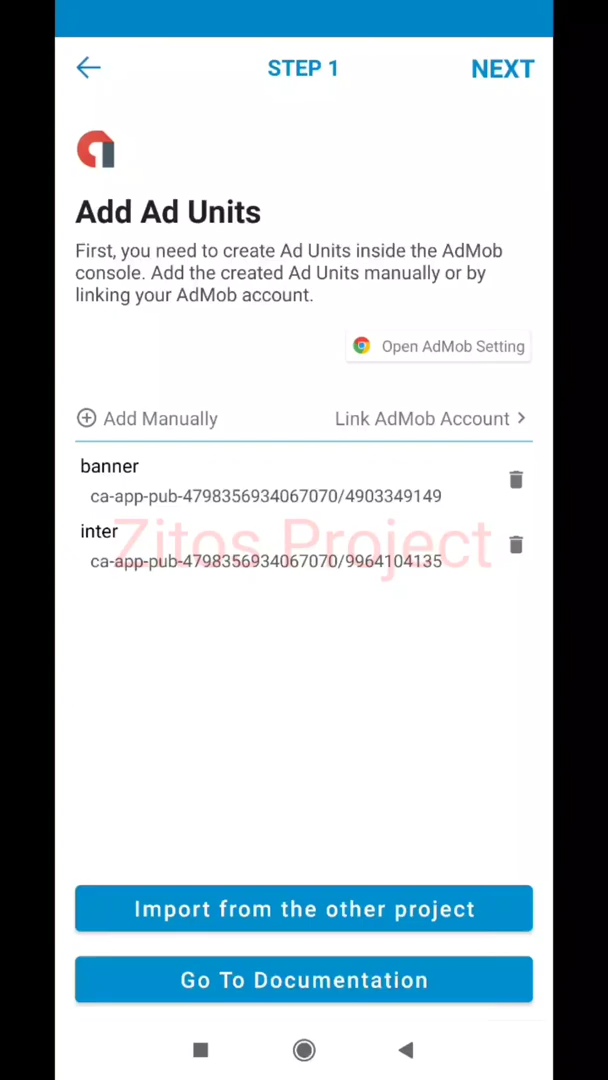 STEP 1
NEXT
Add Ad Units
First, you need to create Ad Units inside the AdMob
console. Add the created Ad Units manually or by
linking your AdMob account.
Open AdMob Setting
Add Manually
Link AdMob Account
banner
ca-app-pub-4798356934067070/4903349149
inter
Zitos Project
ca-app-pub-4798356934067070/9964104135
Import from the other project
Go To Documentation